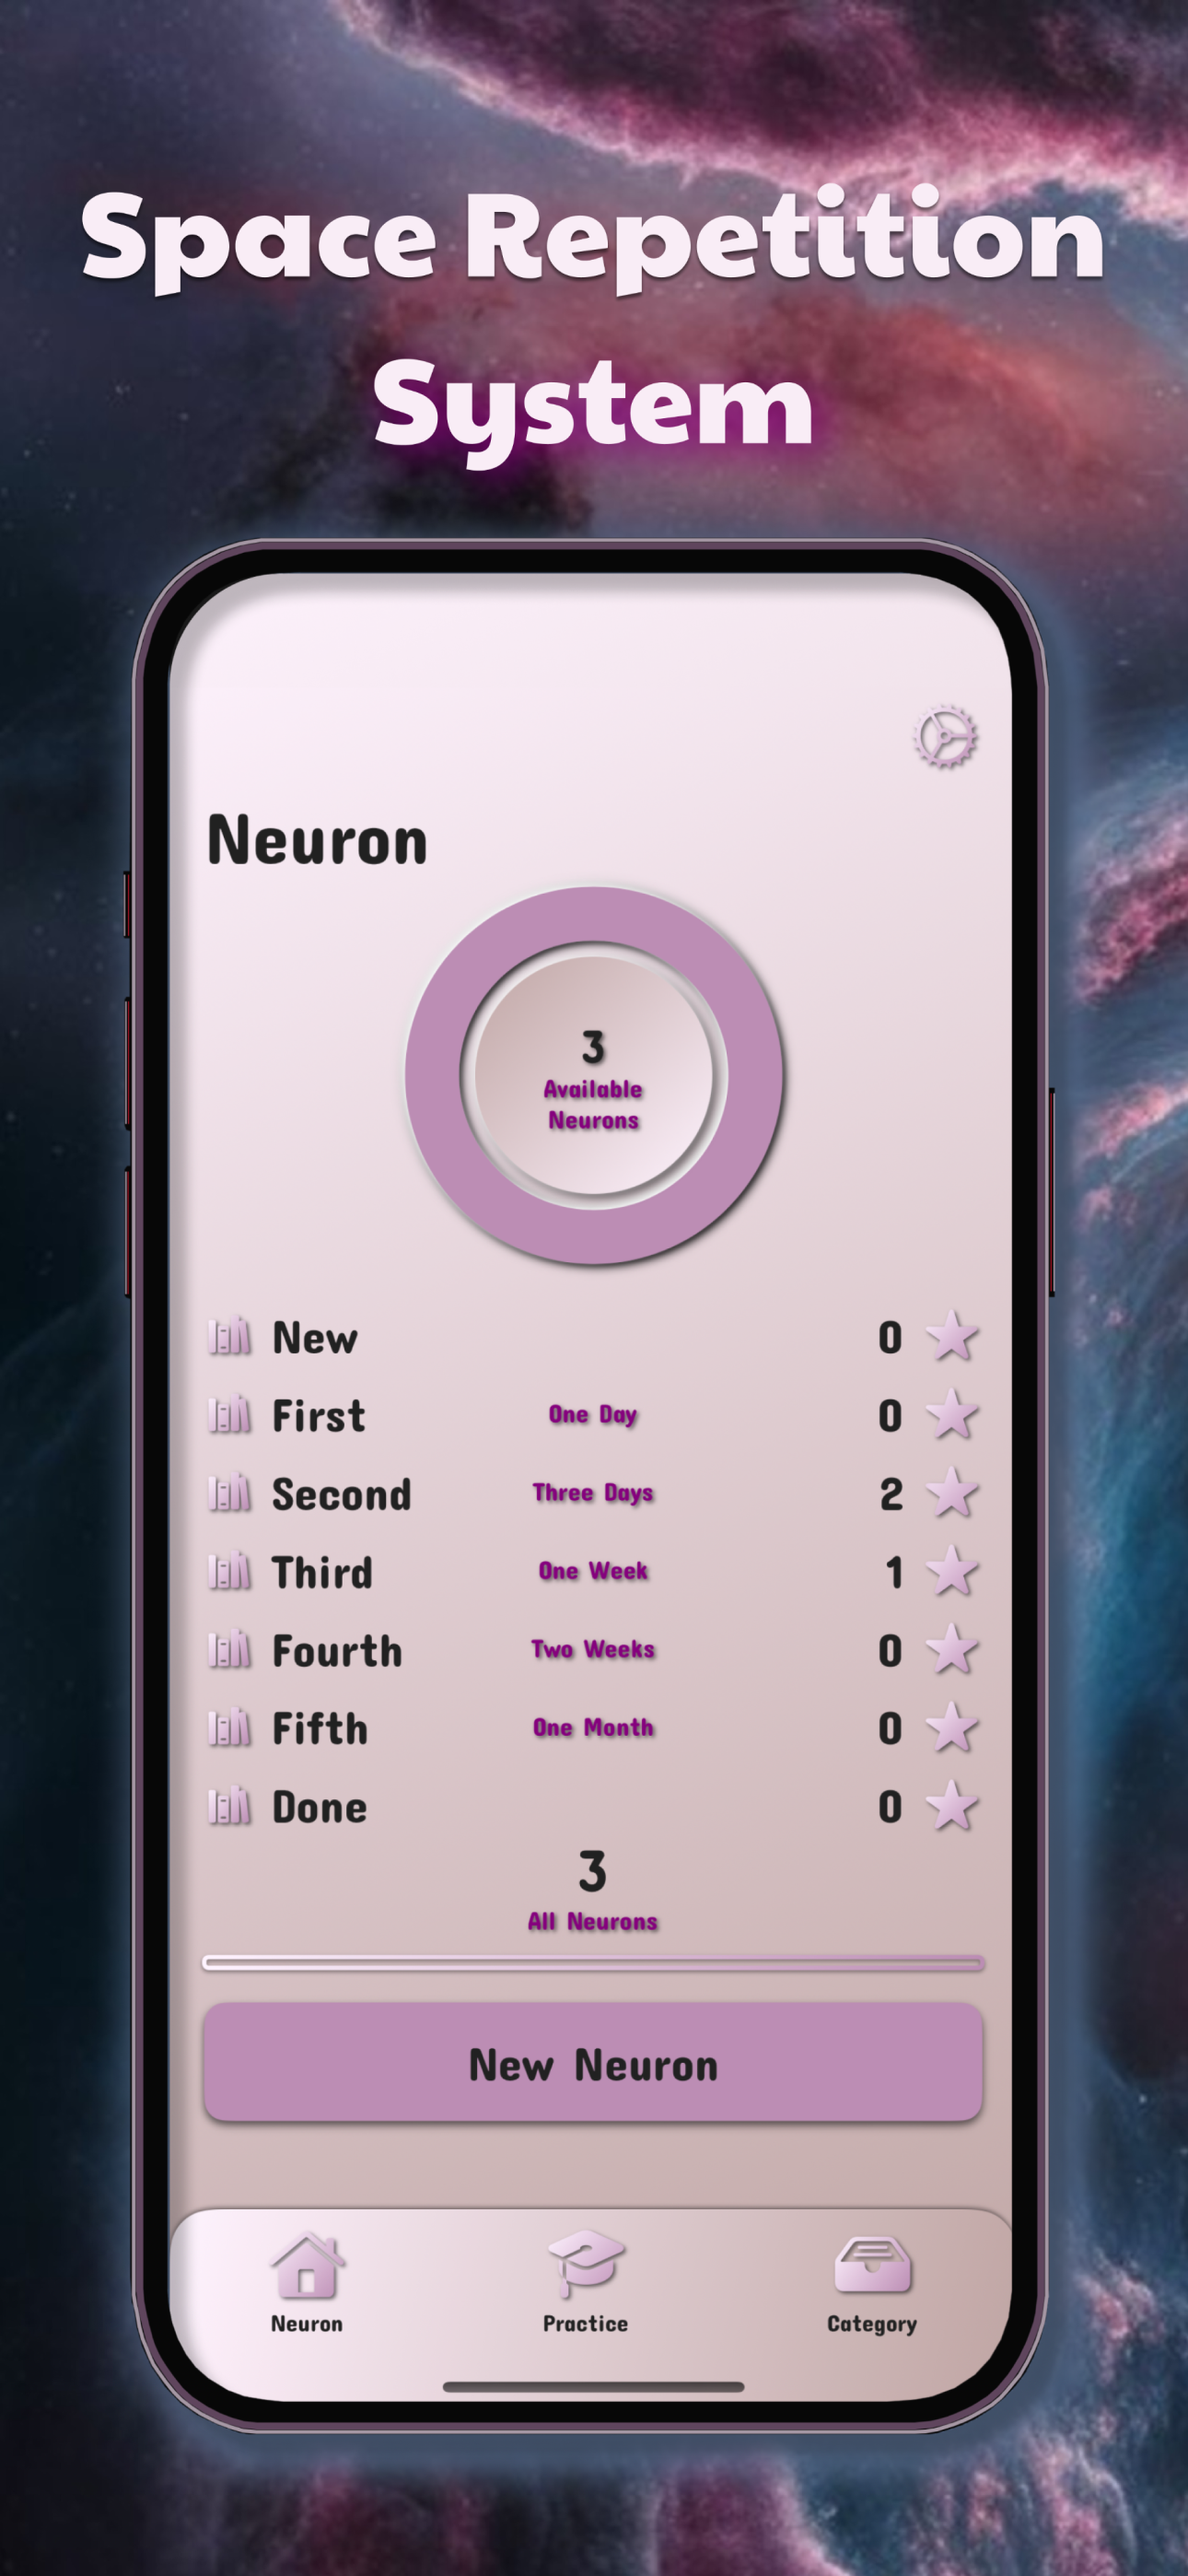 Space Repetition
System
Neuron
3
Available
Neurons
New 0
First One Day 0
Second Three Days 2
Third One Week 1
Fourth Two Weeks 0
Fifth One Month 0
Done 0
3
All Neurons
New Neuron
Neuron Practice Category